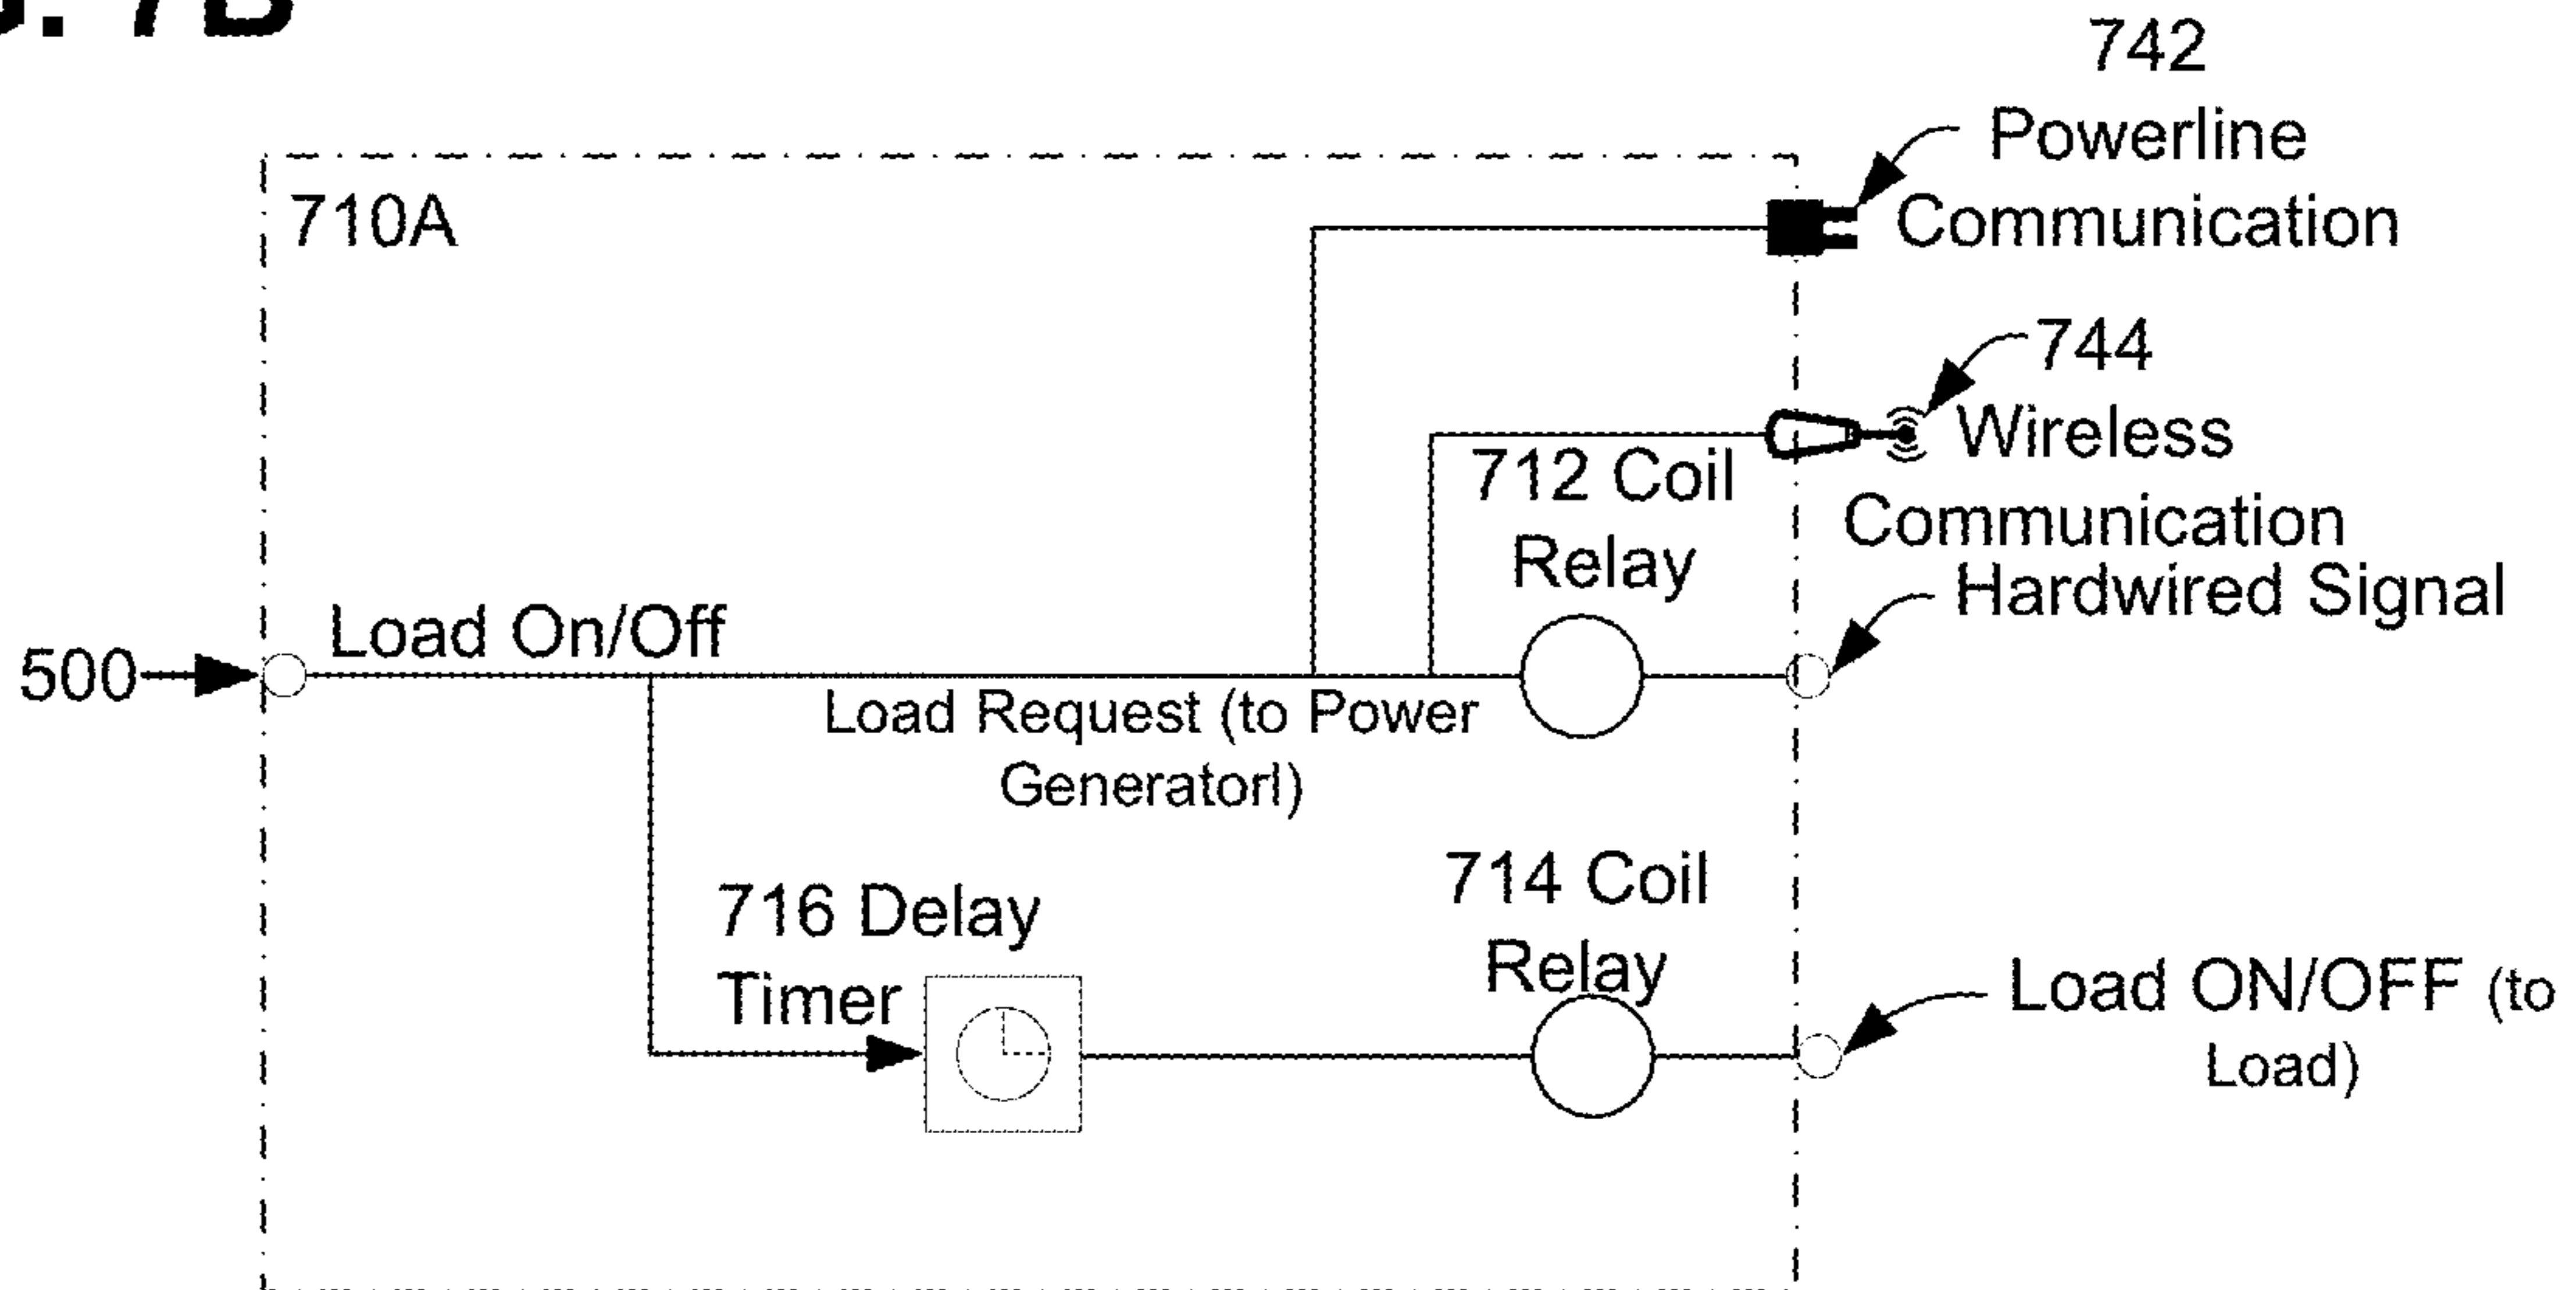 7B
742
Powerline
Communication
710A
744
Wireless
Communication
712 Coil
Relay
Hardwired Signal
Load On/Off
500
Load Request (to Power
Generatorl)
714 Coil
Relay
716 Delay
Timer
Load ON/OFF (to
Load)